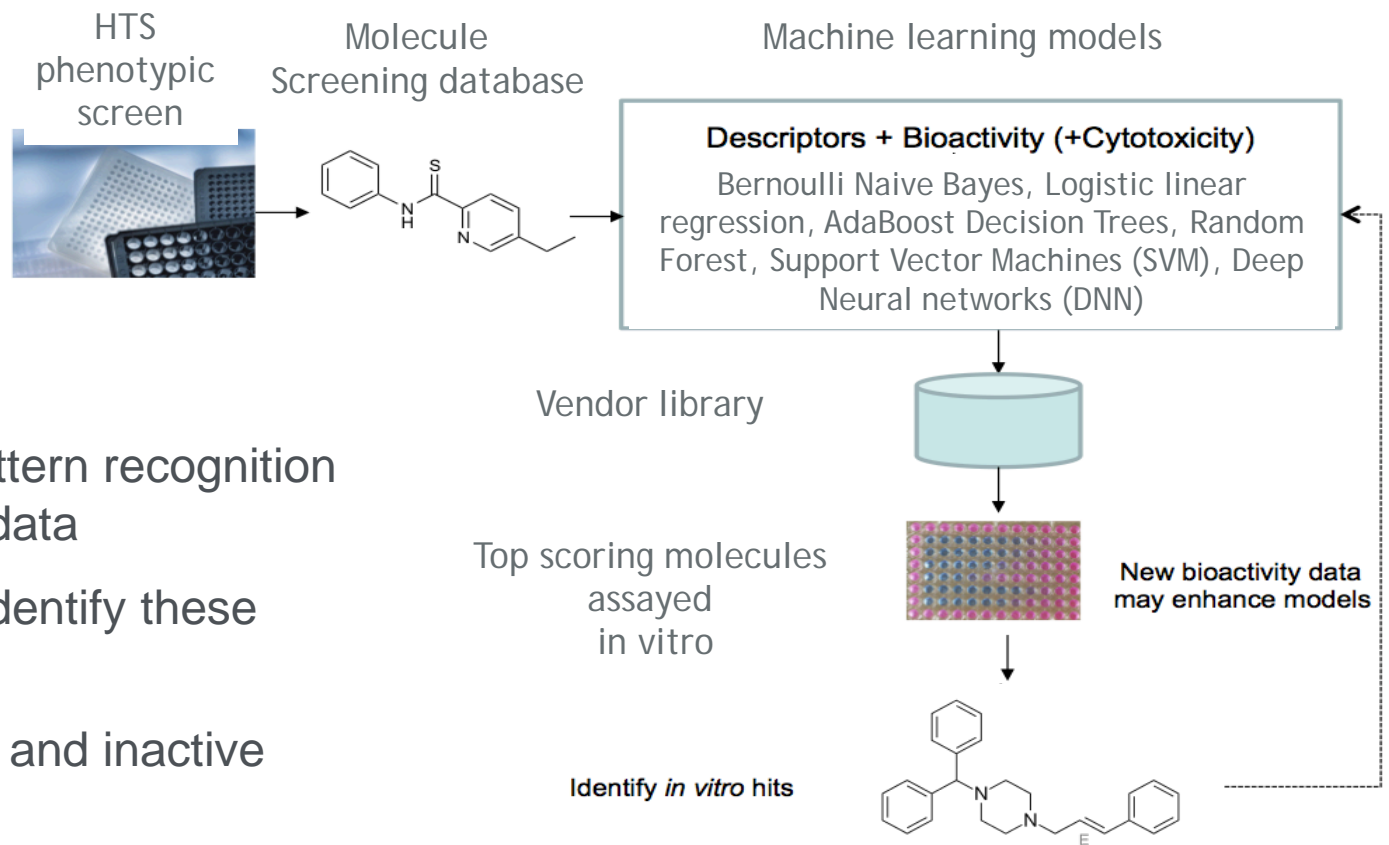 HTS
phenotypic
screen
Molecule
Screening database
Machine learning models
Descriptors + Bioactivity (+Cytotoxicity)
Bernoulli Naive Bayes, Logistic linear
regression, AdaBoost Decision Trees, Random
Forest, Support Vector Machines (SVM), Deep
Neural networks (DNN)
S
N
H
N
Vendor library
ttern recognition
data
dentify these
and inactive
Top scoring molecules
assayed
in vitro
New bioactivity data
may enhance models
Identify in vitro hits
N
N
E